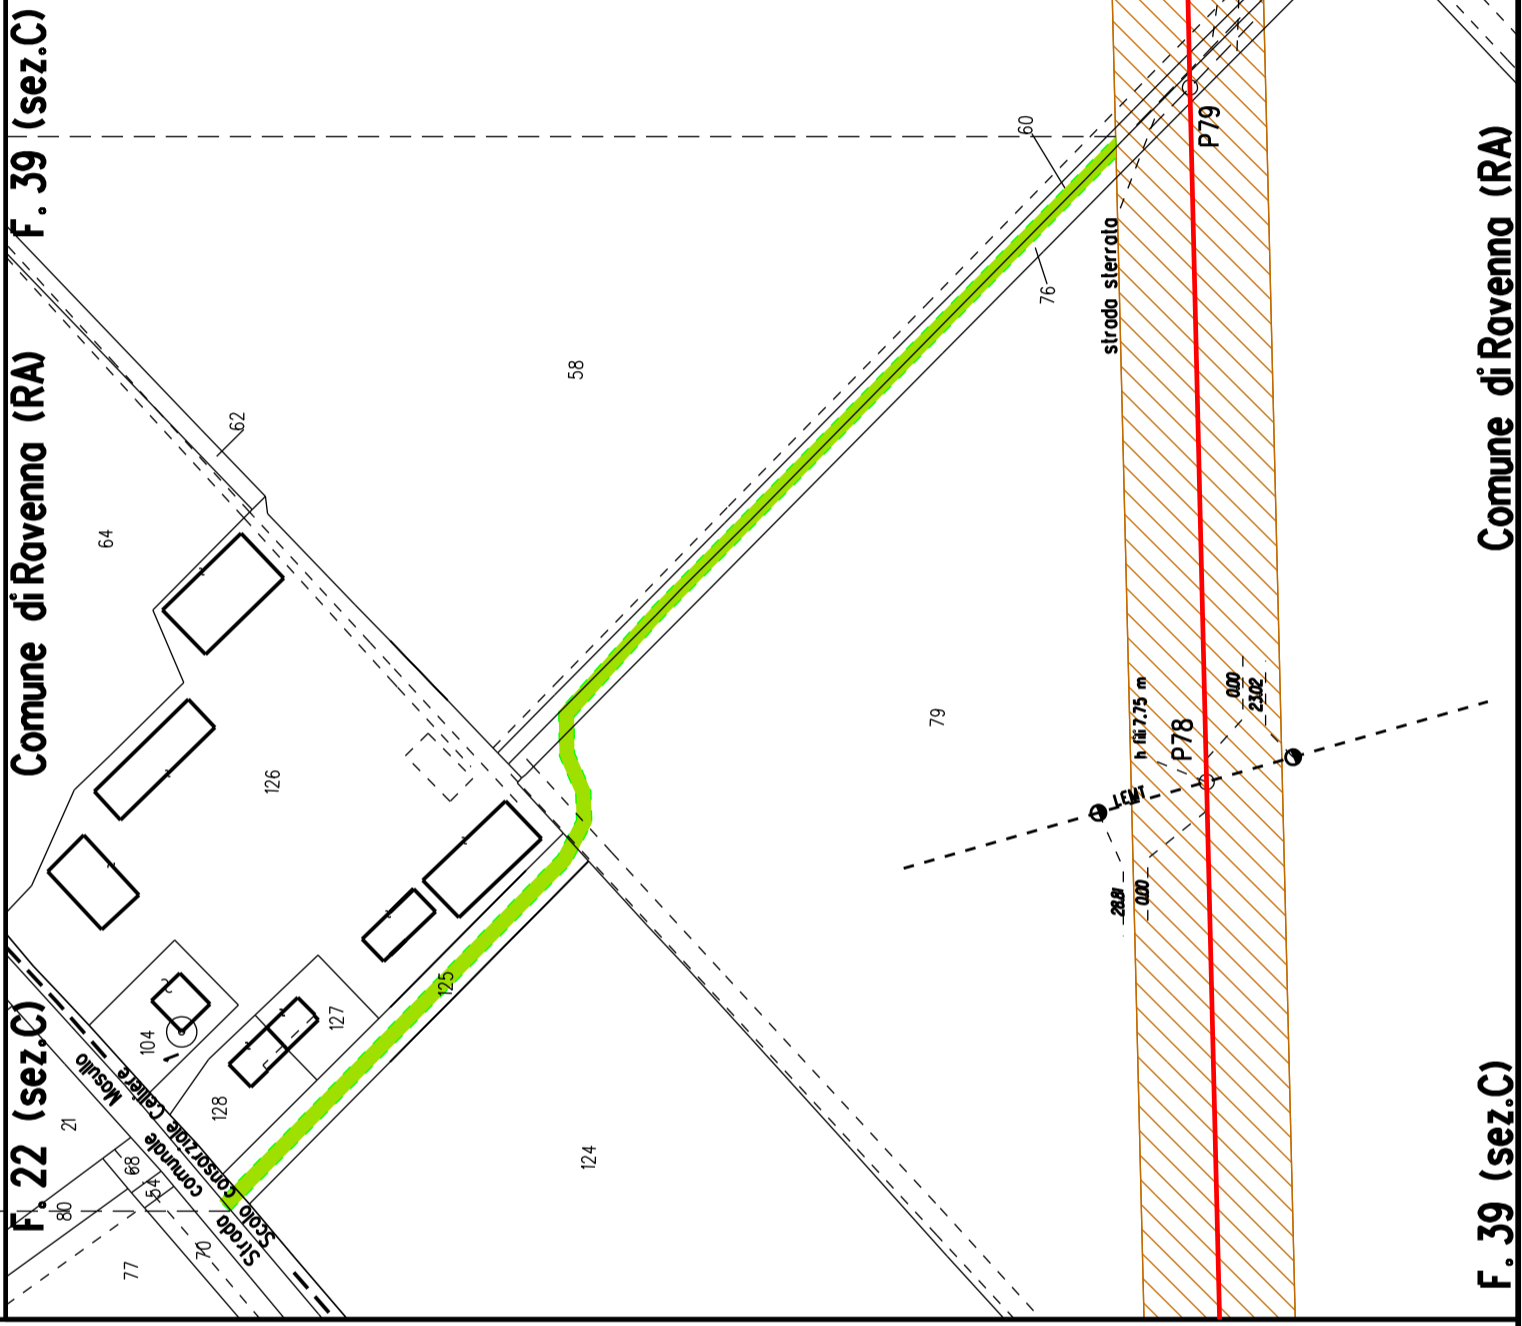 F. 22 (sez.C)
Comune di Ravenna (RA)
F. 39 (sez.C)
64
62
58
60
76
strada sterrata
P79
126
125
127
128
104
1
21
68
54
80
77
70
Strada comunale Mosullo
Scolo consorziale Celliere
124
79
h fili 7.75 m
P78
0.00
23.02
28.81
0.00
F. 39 (sez.C)
Comune di Ravenna (RA)